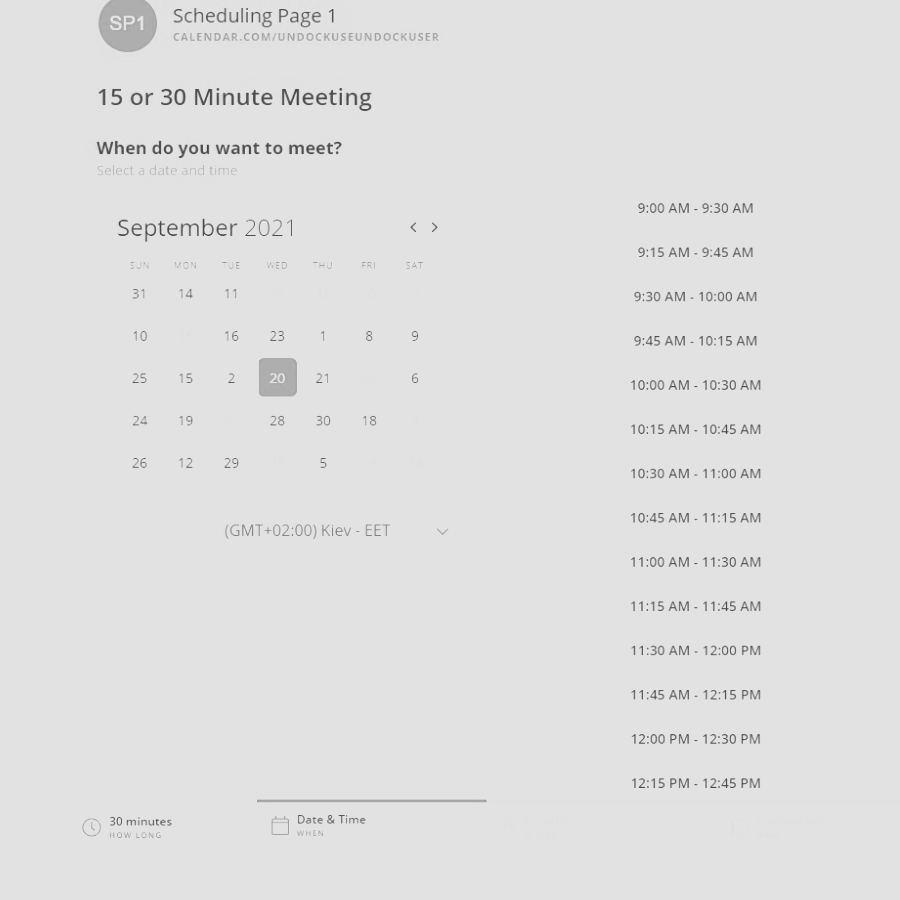 SP1
Scheduling Page 1
CALENDAR.COM/UNDOCKUSEUNDOCKUSER
15 or 30 Minute Meeting
When do you want to meet?
Select a date and time
September 2021 < >
SUN MON TUE WED THU FRI SAT
31 14 11
10 16 23 1 8 9
25 15 2 20 21 6
24 19 28 30 18
26 12 29 5
(GMT+02:00) Kiev - EET
9:00 AM - 9:30 AM
9:15 AM - 9:45 AM
9:30 AM - 10:00 AM
9:45 AM - 10:15 AM
10:00 AM - 10:30 AM
10:15 AM - 10:45 AM
10:30 AM - 11:00 AM
10:45 AM - 11:15 AM
11:00 AM - 11:30 AM
11:15 AM - 11:45 AM
11:30 AM - 12:00 PM
11:45 AM - 12:15 PM
12:00 PM - 12:30 PM
12:15 PM - 12:45 PM
30 minutes
HOW LONG
Date & Time
WHEN